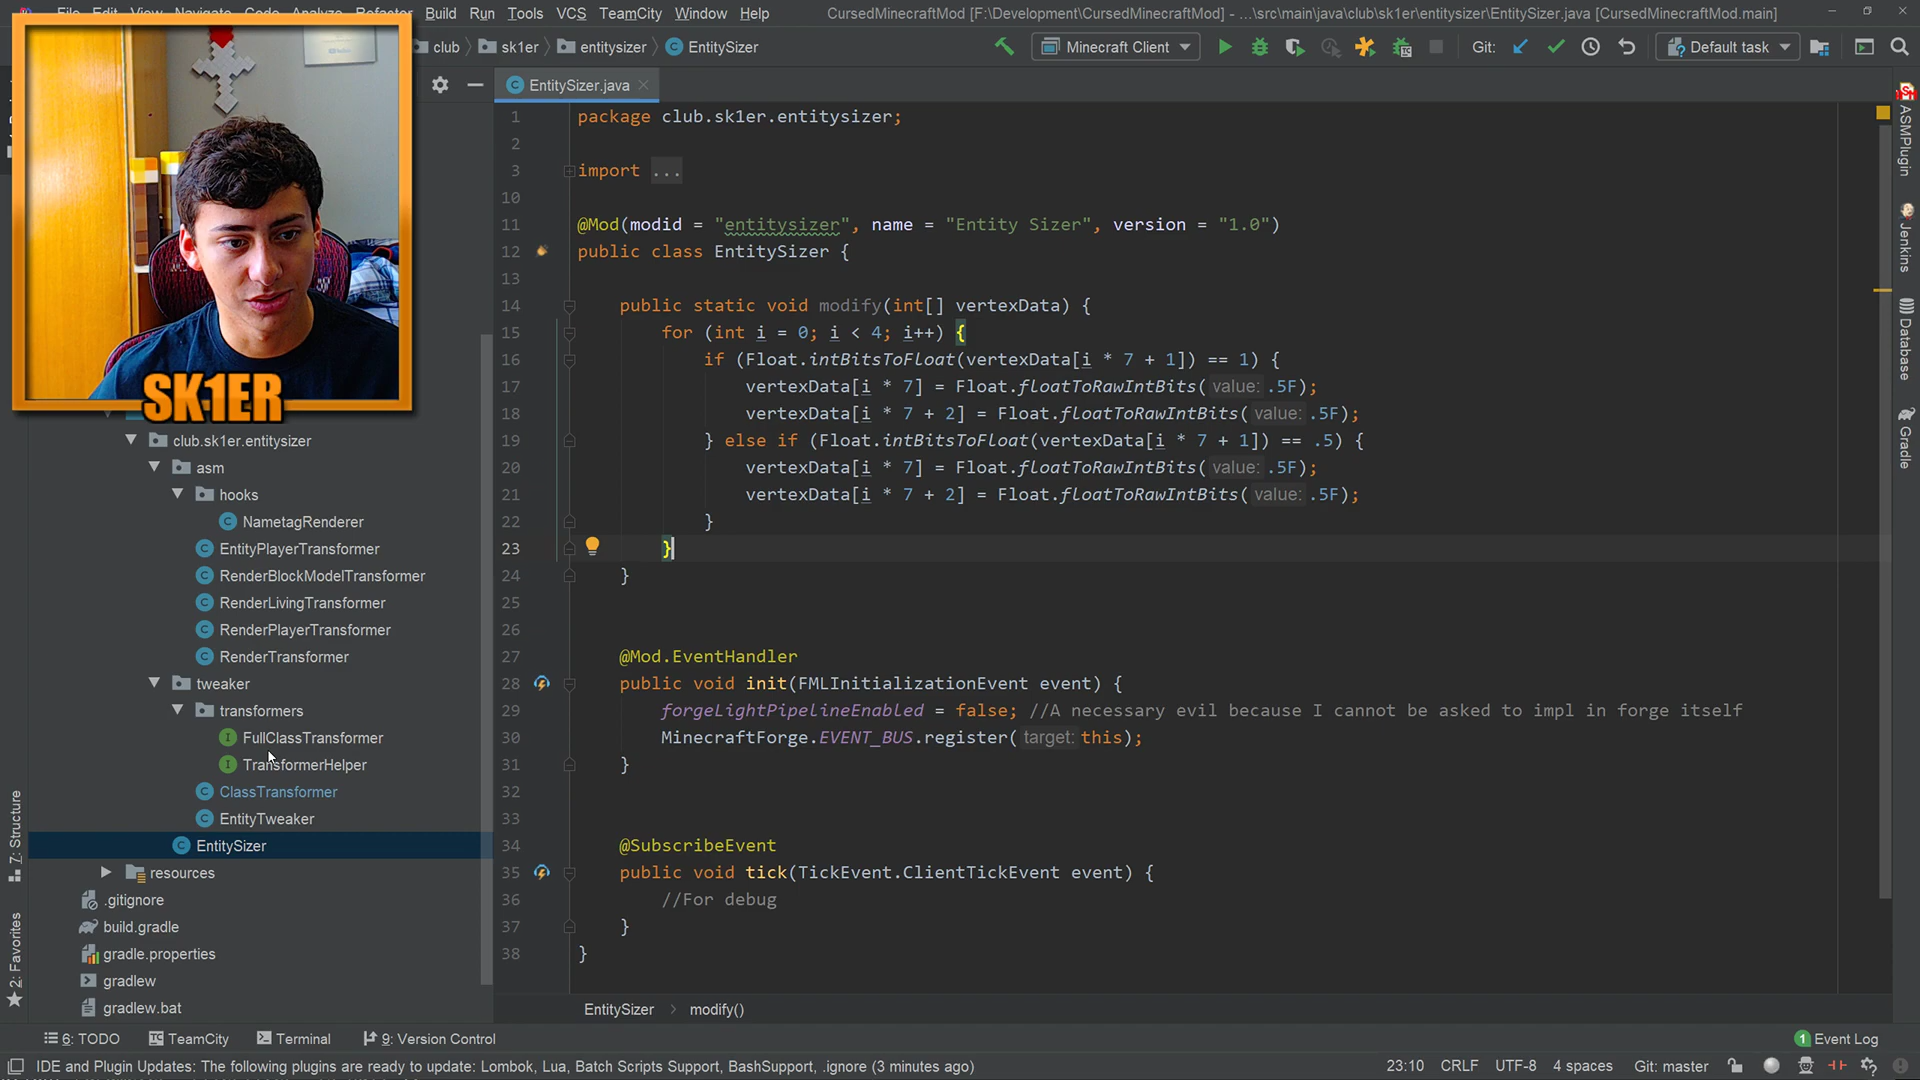 File Edit View Navigate Code Analyze Refactor Build Run Tools VCS TeamCity Window Help CursedMinecraftMod [F:\Development\CursedMinecraftMod] - ...\src\main\java\club\sk1er\entitysizer\EntitySizer.java [CursedMinecraftMod.main]
club sk1er entitysizer EntitySizer Minecraft Client Git: Default task
EntitySizer.java
1 package club.sk1er.entitysizer;
2
3 import ...
10
11 @Mod(modid = "entitysizer", name = "Entity Sizer", version = "1.0")
12 public class EntitySizer {
13
14 public static void modify(int[] vertexData) {
15 for (int i = 0; i < 4; i++) {
16 if (Float.intBitsToFloat(vertexData[i * 7 + 1]) == 1) {
17 vertexData[i * 7] = Float.floatToRawIntBits( value: .5F);
18 vertexData[i * 7 + 2] = Float.floatToRawIntBits( value: .5F);
19 } else if (Float.intBitsToFloat(vertexData[i * 7 + 1]) == .5) {
20 vertexData[i * 7] = Float.floatToRawIntBits( value: .5F);
21 vertexData[i * 7 + 2] = Float.floatToRawIntBits( value: .5F);
22 }
23 }
24 }
25
26
27 @Mod.EventHandler
28 public void init(FMLInitializationEvent event) {
29 forgeLightPipelineEnabled = false; //A necessary evil because I cannot be asked to impl in forge itself
30 MinecraftForge.EVENT_BUS.register( target: this);
31 }
32
33
34 @SubscribeEvent
35 public void tick(TickEvent.ClientTickEvent event) {
36 //For debug
37 }
38 }
SK1ER
club.sk1er.entitysizer
asm
hooks
NametagRenderer
EntityPlayerTransformer
RenderBlockModelTransformer
RenderLivingTransformer
RenderPlayerTransformer
RenderTransformer
tweaker
transformers
FullClassTransformer
TransformerHelper
ClassTransformer
EntityTweaker
EntitySizer
resources
.gitignore
build.gradle
gradle.properties
gradlew
gradlew.bat
7: Structure
2: Favorites
ASMPlugin
Jenkins
Database
Gradle
EntitySizer modify()
6: TODO TeamCity Terminal 9: Version Control 1 Event Log
IDE and Plugin Updates: The following plugins are ready to update: Lombok, Lua, Batch Scripts Support, BashSupport, .ignore (3 minutes ago) 23:10 CRLF UTF-8 4 spaces Git: master